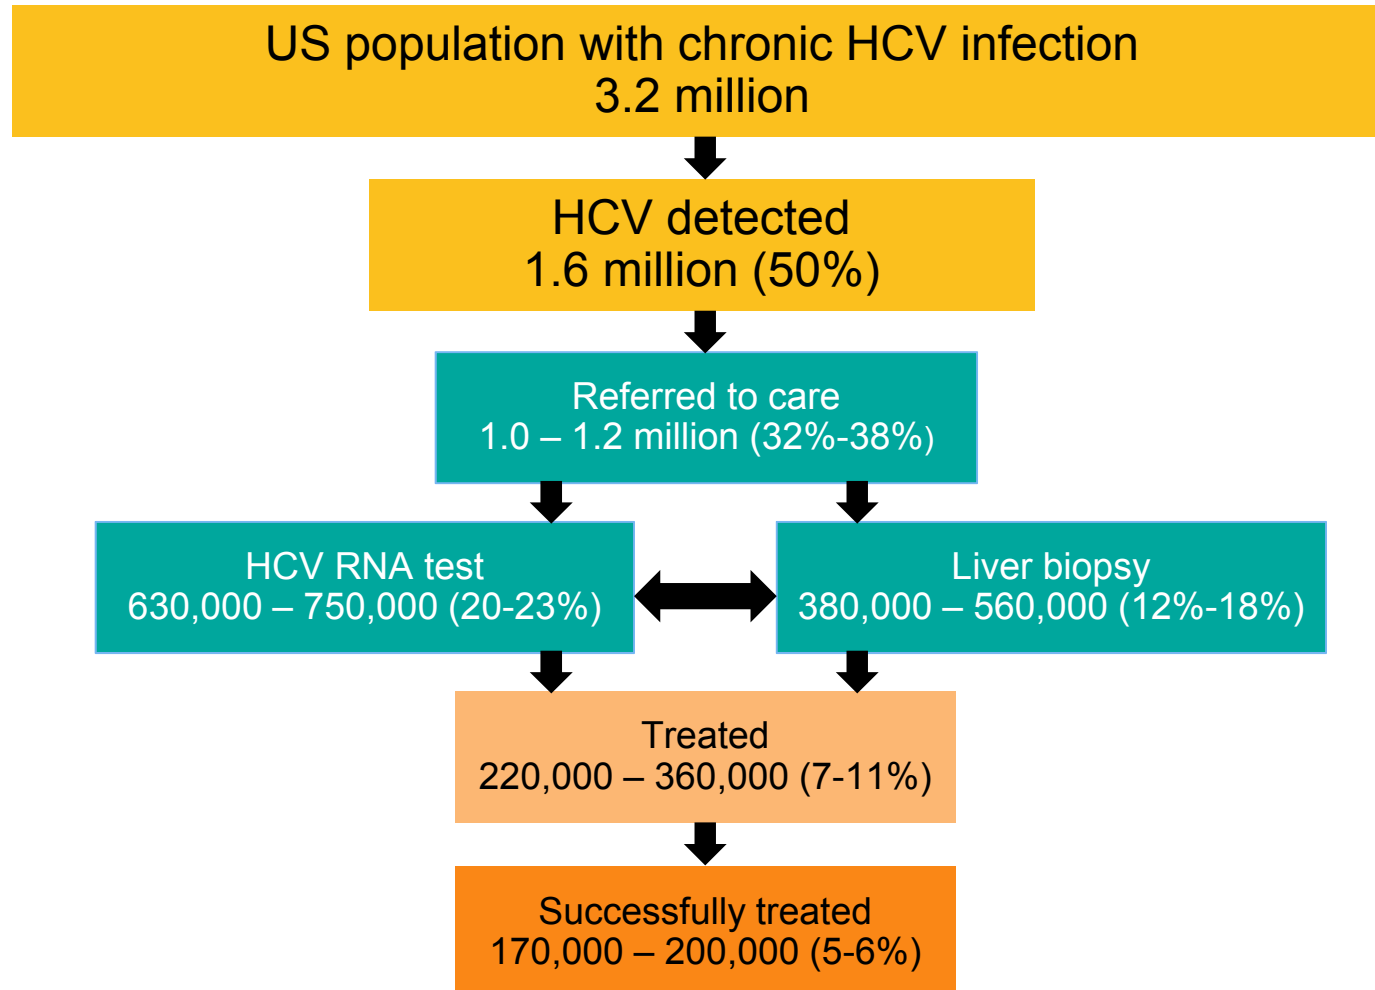 US population with chronic HCV infection
3.2 million
HCV detected
1.6 million (50%)
Referred to care
1.0 – 1.2 million (32%-38%)
HCV RNA test
630,000 – 750,000 (20-23%)
Liver biopsy
380,000 – 560,000 (12%-18%)
Treated
220,000 – 360,000 (7-11%)
Successfully treated
170,000 – 200,000 (5-6%)